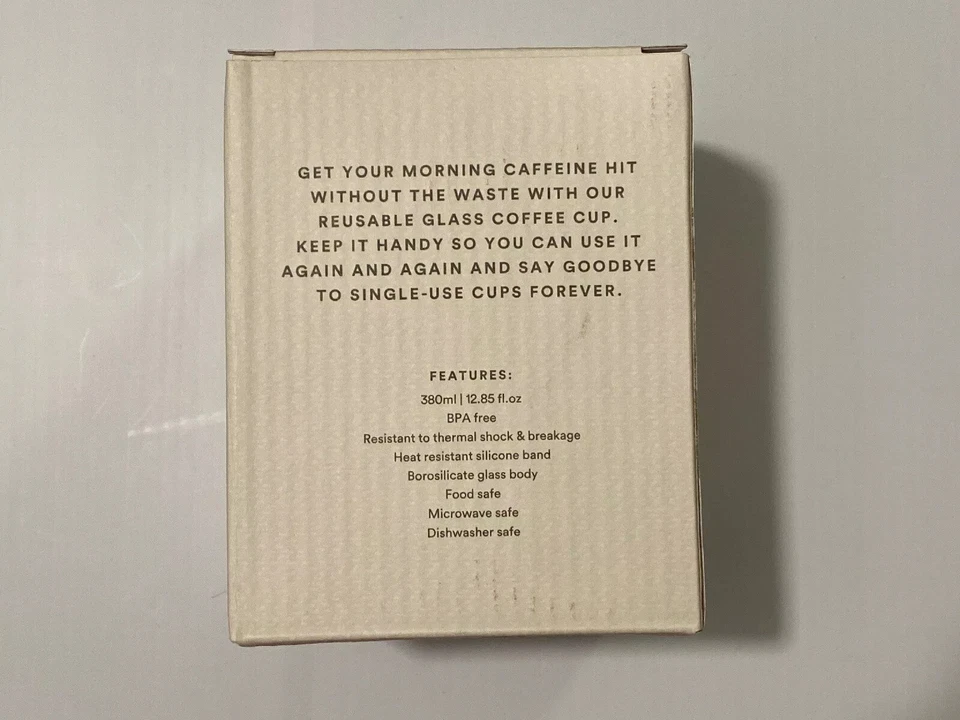 GET YOUR MORNING CAFFEINE HIT
WITHOUT THE WASTE WITH OUR
REUSABLE GLASS COFFEE CUP.
KEEP IT HANDY SO YOU CAN USE IT
AGAIN AND AGAIN AND SAY GOODBYE
TO SINGLE-USE CUPS FOREVER.
FEATURES:
380ml | 12.85 fl.oz
BPA free
Resistant to thermal shock & breakage
Heat resistant silicone band
Borosilicate glass body
Food safe
Microwave safe
Dishwasher safe